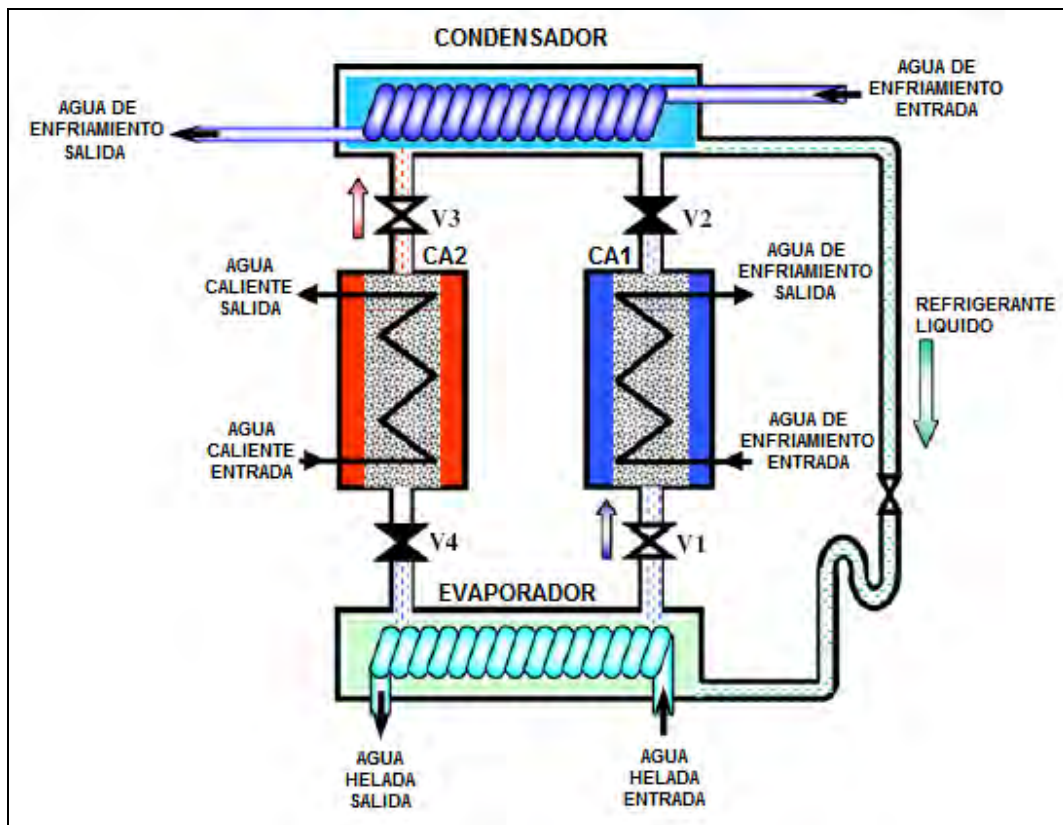 CONDENSADOR
AGUA DE
ENFRIAMIENTO
ENTRADA
AGUA DE
ENFRIAMIENTO
SALIDA
V3
V2
CA2
CA1
AGUA
CALIENTE
SALIDA
AGUA DE
ENFRIAMIENTO
SALIDA
REFRIGERANTE
LIQUIDO
AGUA
CALIENTE
ENTRADA
AGUA DE
ENFRIAMIENTO
ENTRADA
V4
V1
EVAPORADOR
AGUA
HELADA
SALIDA
AGUA
HELADA
ENTRADA